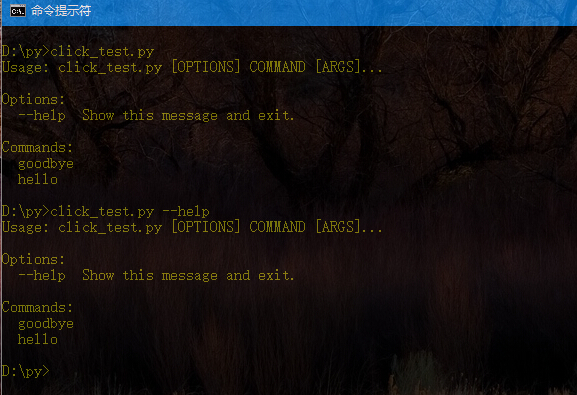 命令提示符
D:\py>click_test.py
Usage: click_test.py [OPTIONS] COMMAND [ARGS]...
Options:
--help  Show this message and exit.
Commands:
goodbye
hello
D:\py>click_test.py --help
Usage: click_test.py [OPTIONS] COMMAND [ARGS]...
Options:
--help  Show this message and exit.
Commands:
goodbye
hello
D:\py>